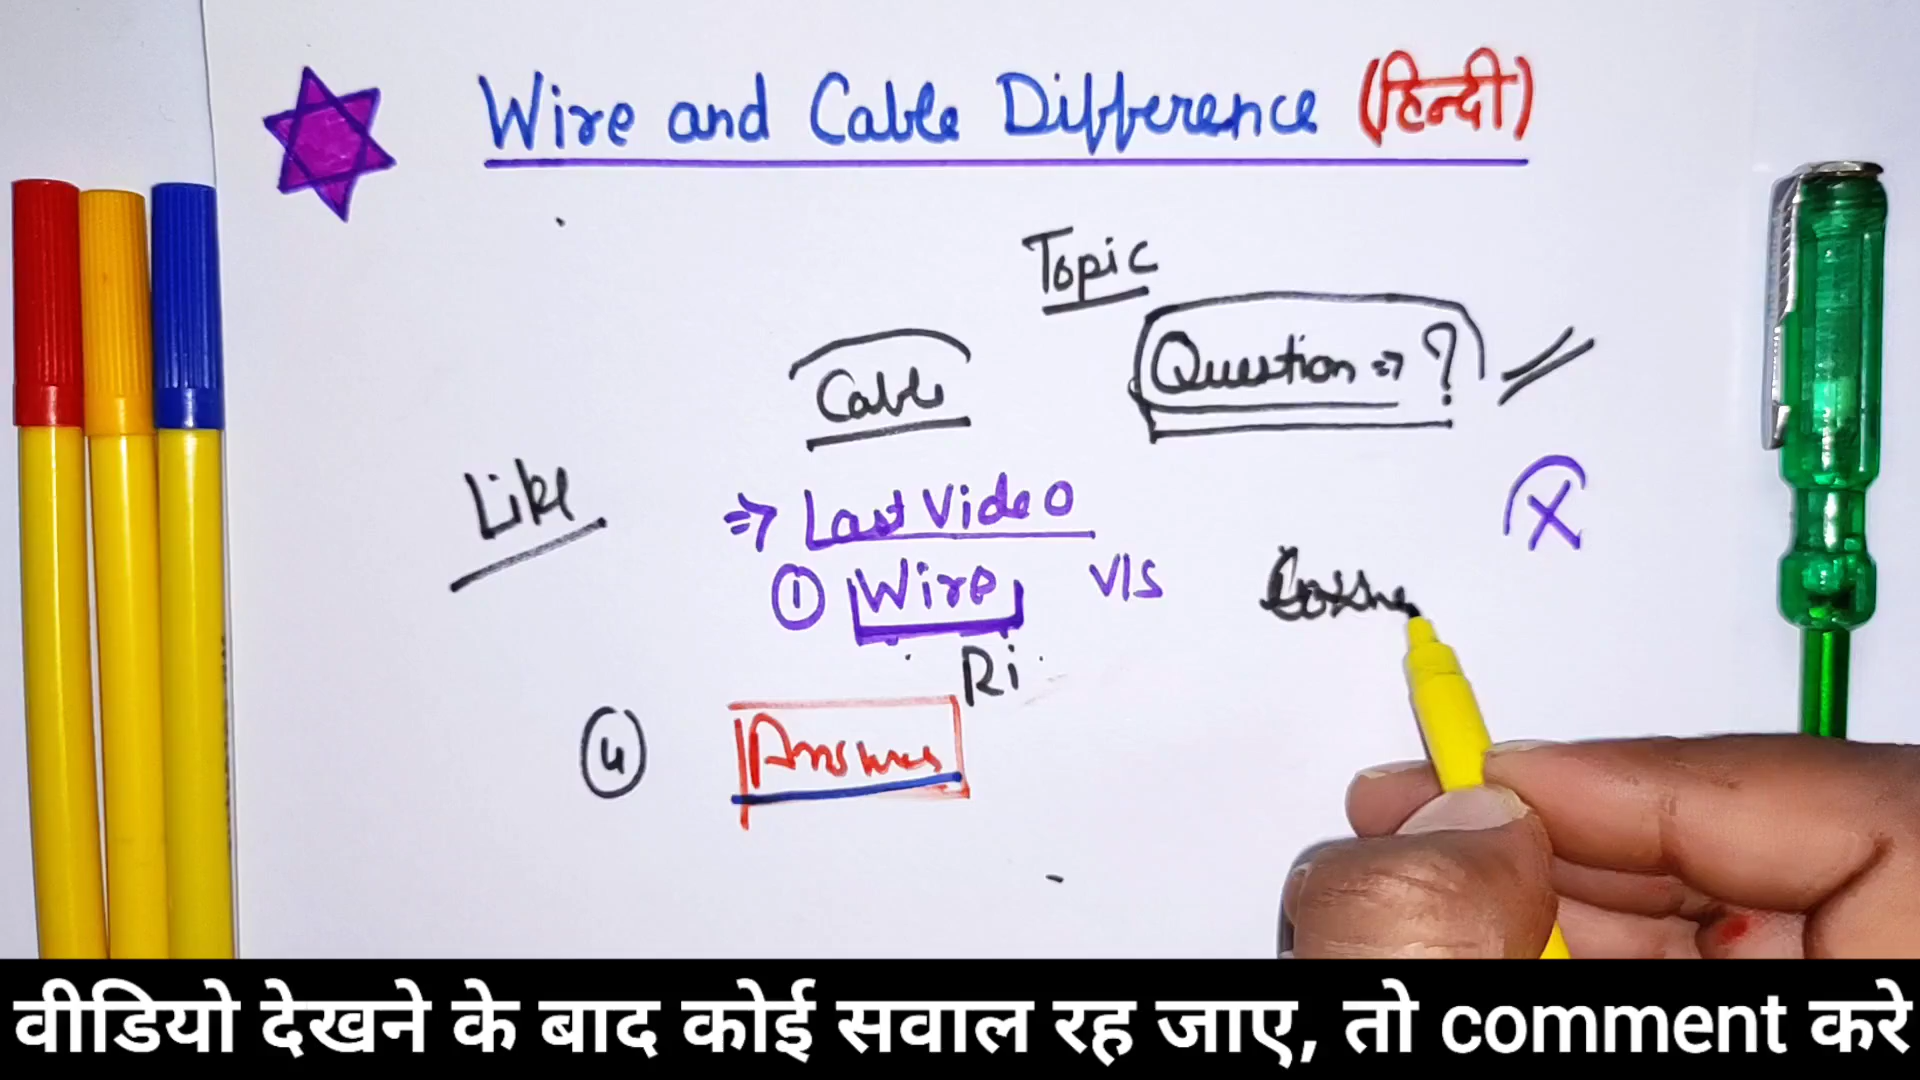 Wire and Cable Difference (हिन्दी)
Topic
Question => ?
Cable
Like
=> Last Video
① Wire V/S
Ri
④ Answer
X
वीडियो देखने के बाद कोई सवाल रह जाए, तो comment करे